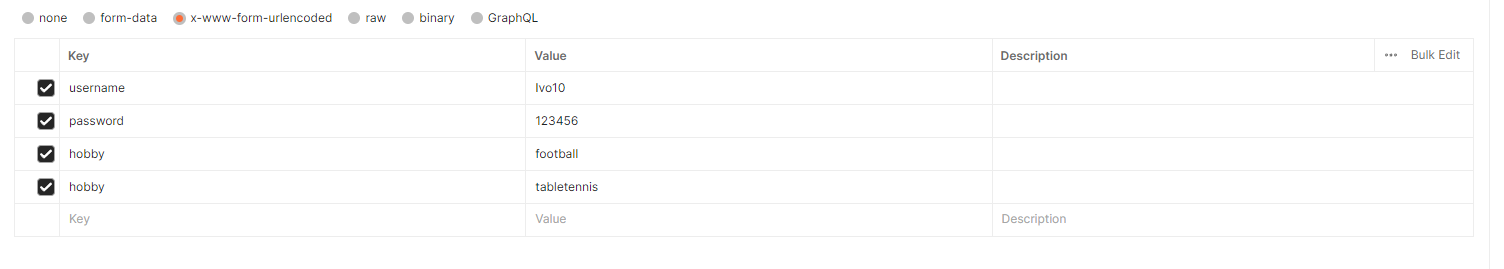 none form-data x-www-form-urlencoded raw binary GraphQL
Key Value Description ••• Bulk Edit
username Ivo10
password 123456
hobby football
hobby tabletennis
Key Value Description